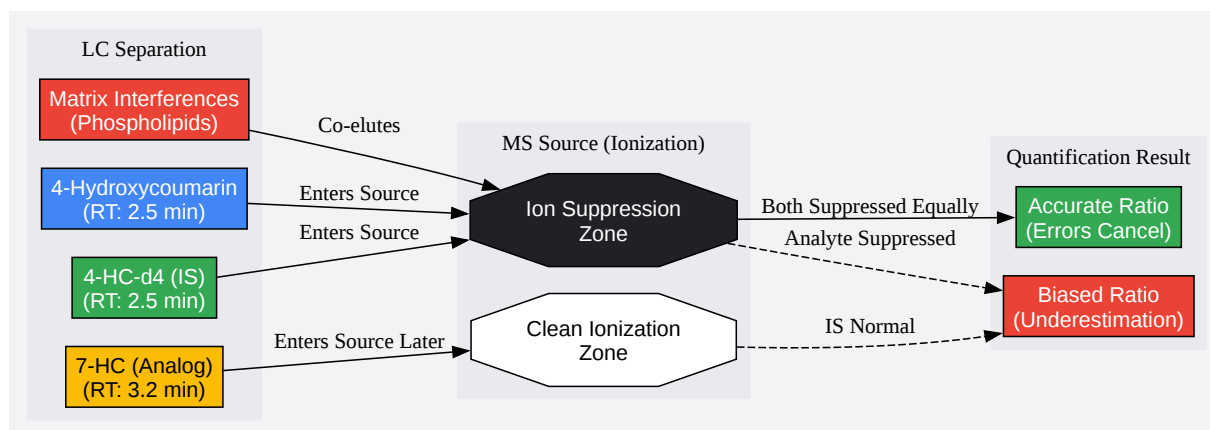 LC Separation
Matrix Interferences
(Phospholipids)
4-Hydroxycoumarin
(RT: 2.5 min)
4-HC-d4 (IS)
(RT: 2.5 min)
7-HC (Analog)
(RT: 3.2 min)
Co-elutes
Enters Source
Enters Source
Enters Source Later
MS Source (Ionization)
Ion Suppression
Zone
Clean Ionization
Zone
Both Suppressed Equally
Analyte Suppressed
IS Normal
Quantification Result
Accurate Ratio
(Errors Cancel)
Biased Ratio
(Underestimation)